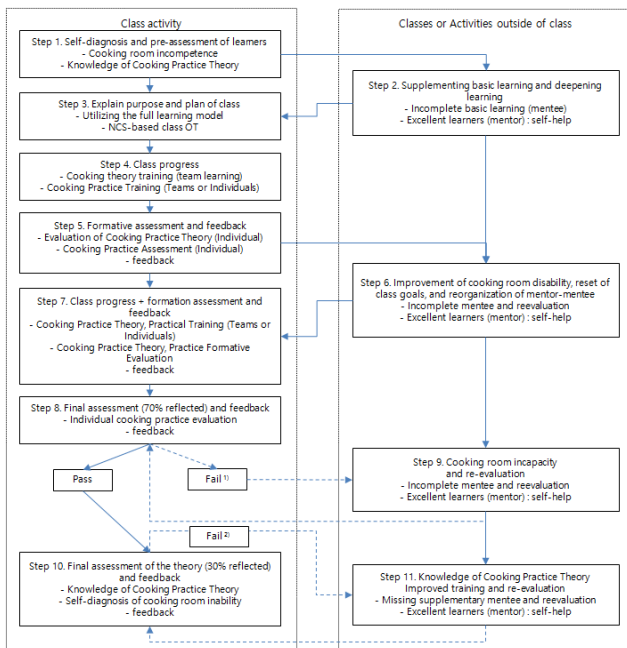 Class activity
Classes or Activities outside of class
Step 1. Self-diagnosis and pre-assessment of learners
- Cooking room incompetence
- Knowledge of Cooking Practice Theory
Step 2. Supplementing basic learning and deepening
learning
- Incomplete basic learning (mentee)
- Excellent learners (mentor) : self-help
Step 3. Explain purpose and plan of class
- Utilizing the full learning model
- NCS-based class OT
Step 4. Class progress
- Cooking theory training (team learning)
- Cooking Practice Training (Teams or Individuals)
Step 5. Formative assessment and feedback
- Evaluation of Cooking Practice Theory (Individual)
- Cooking Practice Assessment (Individual)
- feedback
Step 6. Improvement of cooking room disability, reset of
class goals, and reorganization of mentor-mentee
- Incomplete mentee and reevaluation
- Excellent learners (mentor) : self-help
Step 7. Class progress + formation assessment and
feedback
- Cooking Practice Theory, Practical Training (Teams or
Individuals)
- Cooking Practice Theory, Practice Formative
Evaluation
- feedback
Step 8. Final assessment (70% reflected) and feedback
- Individual cooking practice evaluation
- feedback
Pass
Fail 1)
Step 9. Cooking room incapacity
and re-evaluation
- Incomplete mentee and reevaluation
- Excellent learners (mentor) : self-help
Fail 2)
Step 10. Final assessment of the theory (30% reflected)
and feedback
- Knowledge of Cooking Practice Theory
- Self-diagnosis of cooking room inability
- feedback
Step 11. Knowledge of Cooking Practice Theory
Improved training and re-evaluation
- Missing supplementary mentee and reevaluation
- Excellent learners (mentor) : self-help